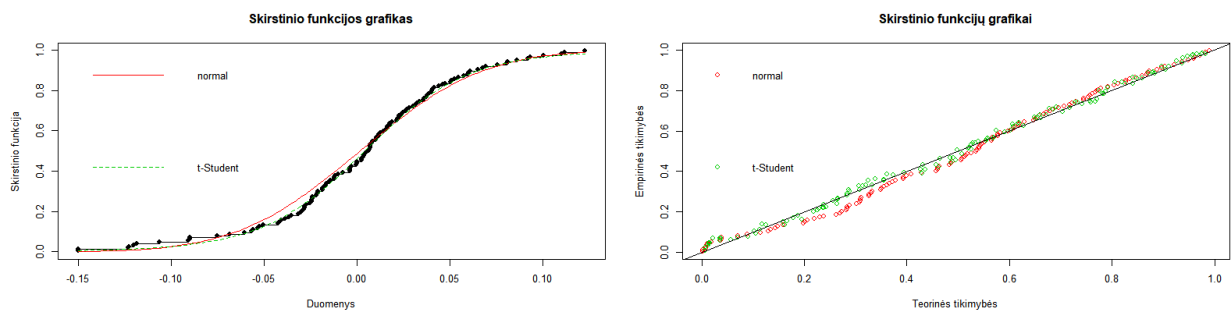 Skirstinio funkcijos grafikas
Skirstinio funkcija
1.0
0.8
0.6
0.4
0.2
0.0
normal
t-Student
-0.15
-0.10
-0.05
0.00
0.05
0.10
Duomenys
Skirstinio funkcijų grafikai
Empirinės tikimybės
1.0
0.8
0.6
0.4
0.2
0.0
normal
t-Student
0.0
0.2
0.4
0.6
0.8
1.0
Teorinės tikimybės